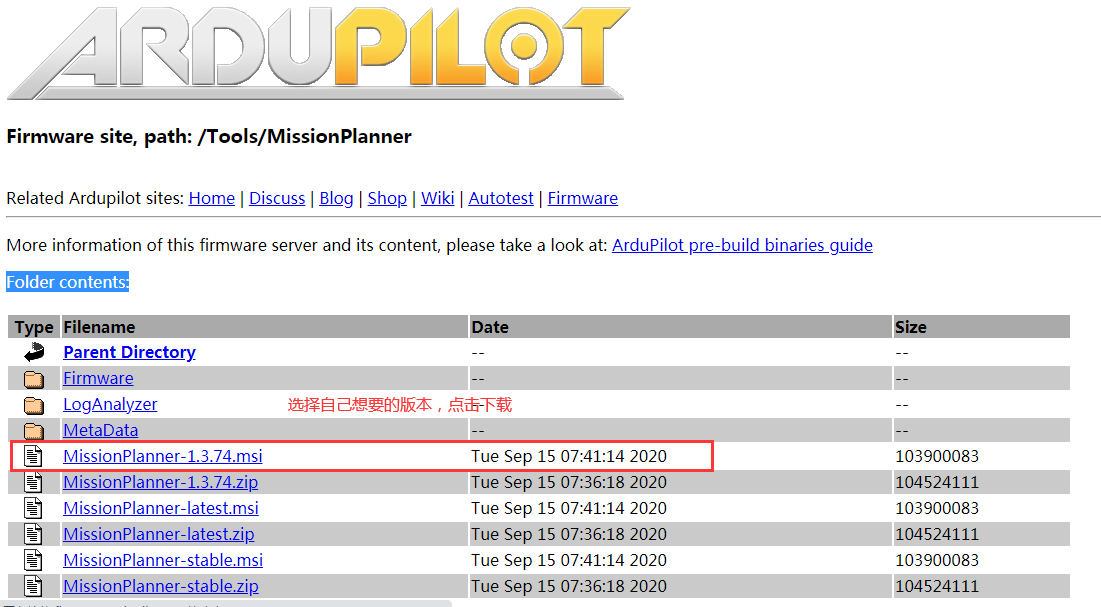 ARDUPILOT
Firmware site, path: /Tools/MissionPlanner
Related Ardupilot sites: Home | Discuss | Blog | Shop | Wiki | Autotest | Firmware
More information of this firmware server and its content, please take a look at: ArduPilot pre-build binaries guide
Folder contents:
Type Filename Date Size
Parent Directory -- --
Firmware -- --
LogAnalyzer 选择自己想要的版本，点击下载 -- --
MetaData -- --
MissionPlanner-1.3.74.msi Tue Sep 15 07:41:14 2020 103900083
MissionPlanner-1.3.74.zip Tue Sep 15 07:36:18 2020 104524111
MissionPlanner-latest.msi Tue Sep 15 07:41:14 2020 103900083
MissionPlanner-latest.zip Tue Sep 15 07:36:18 2020 104524111
MissionPlanner-stable.msi Tue Sep 15 07:41:14 2020 103900083
MissionPlanner-stable.zip Tue Sep 15 07:36:18 2020 104524111